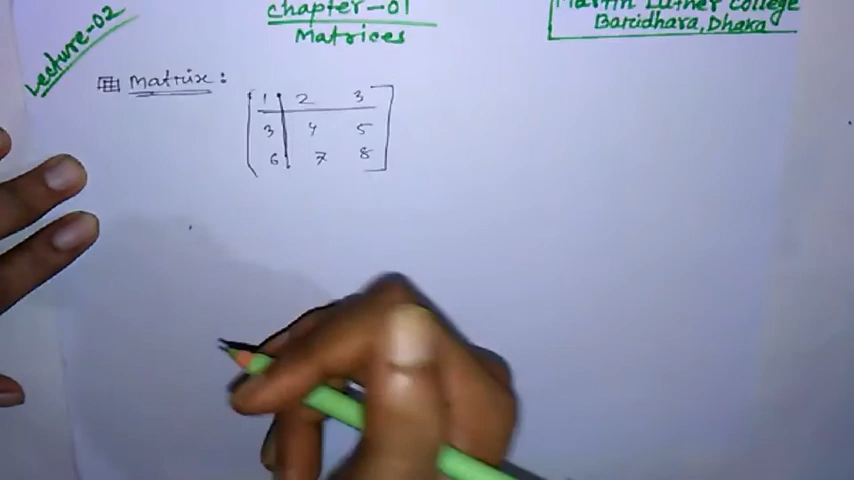 Lecture-02
chapter-01
Matrices
Martin Luther College
Baridhara, Dhaka
Matrix:
1 2 3
3 4 5
6 7 8